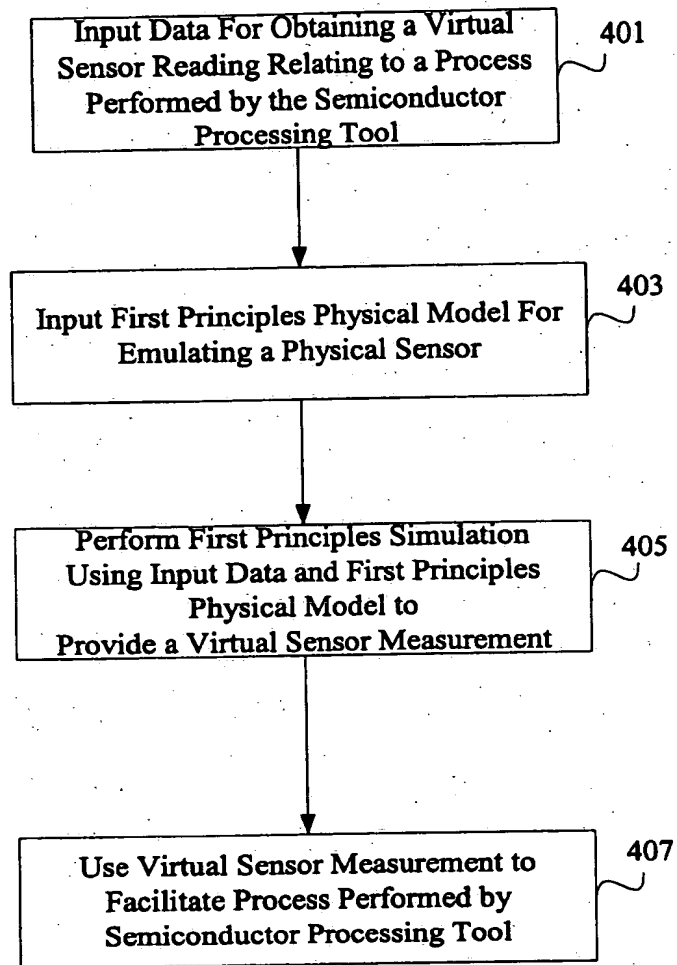 Input Data For Obtaining a Virtual
Sensor Reading Relating to a Process
Performed by the Semiconductor
Processing Tool
401
Input First Principles Physical Model For
Emulating a Physical Sensor
403
Perform First Principles Simulation
Using Input Data and First Principles
Physical Model to
Provide a Virtual Sensor Measurement
405
Use Virtual Sensor Measurement to
Facilitate Process Performed by
Semiconductor Processing Tool
407